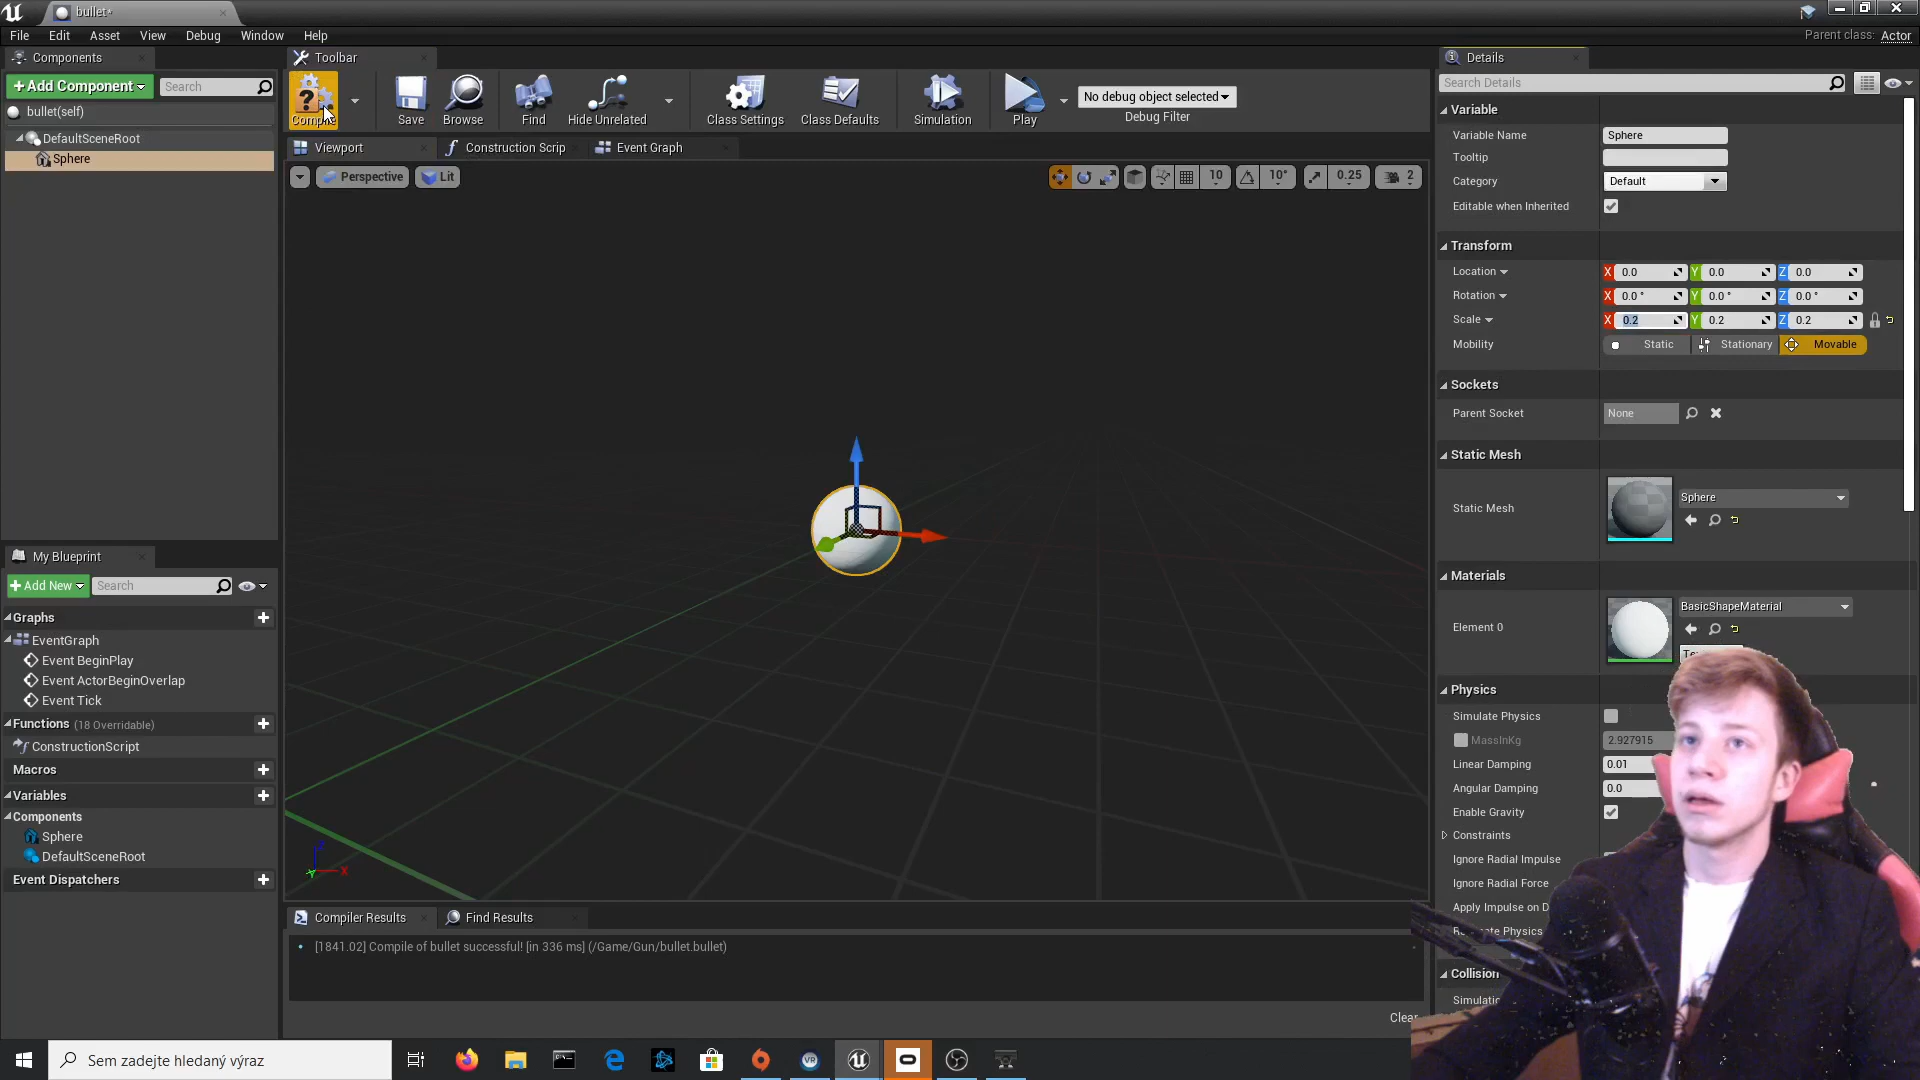 bullet*
File Edit Asset View Debug Window Help
Parent class: Actor
Components
Toolbar
Details
+Add Component
Search
Search Details
bullet(self)
DefaultSceneRoot
Sphere
Compile
Save
Browse
Find
Hide Unrelated
Class Settings
Class Defaults
Simulation
Play
No debug object selected
Debug Filter
Viewport
Construction Scrip
Event Graph
Perspective
Lit
10
10°
0.25
2
Variable
Variable Name
Sphere
Tooltip
Category
Default
Editable when Inherited
Transform
Location X 0.0 Y 0.0 Z 0.0
Rotation X 0.0 ° Y 0.0 ° Z 0.0 °
Scale X 0.2 Y 0.2 Z 0.2
Mobility Static Stationary Movable
Sockets
Parent Socket None
Static Mesh
Static Mesh
Sphere
Materials
Element 0
BasicShapeMaterial
Physics
Simulate Physics
MassInKg 2.927915
Linear Damping 0.01
Angular Damping 0.0
Enable Gravity
Constraints
Ignore Radial Impulse
Ignore Radial Force
Apply Impulse on D
Physics
Collision
My Blueprint
+Add New
Search
Graphs
EventGraph
Event BeginPlay
Event ActorBeginOverlap
Event Tick
Functions (18 Overridable)
ConstructionScript
Macros
Variables
Components
Sphere
DefaultSceneRoot
Event Dispatchers
X
Compiler Results
Find Results
[1841.02] Compile of bullet successful! [in 336 ms] (/Game/Gun/bullet.bullet)
Clear
Sem zadejte hledaný výraz